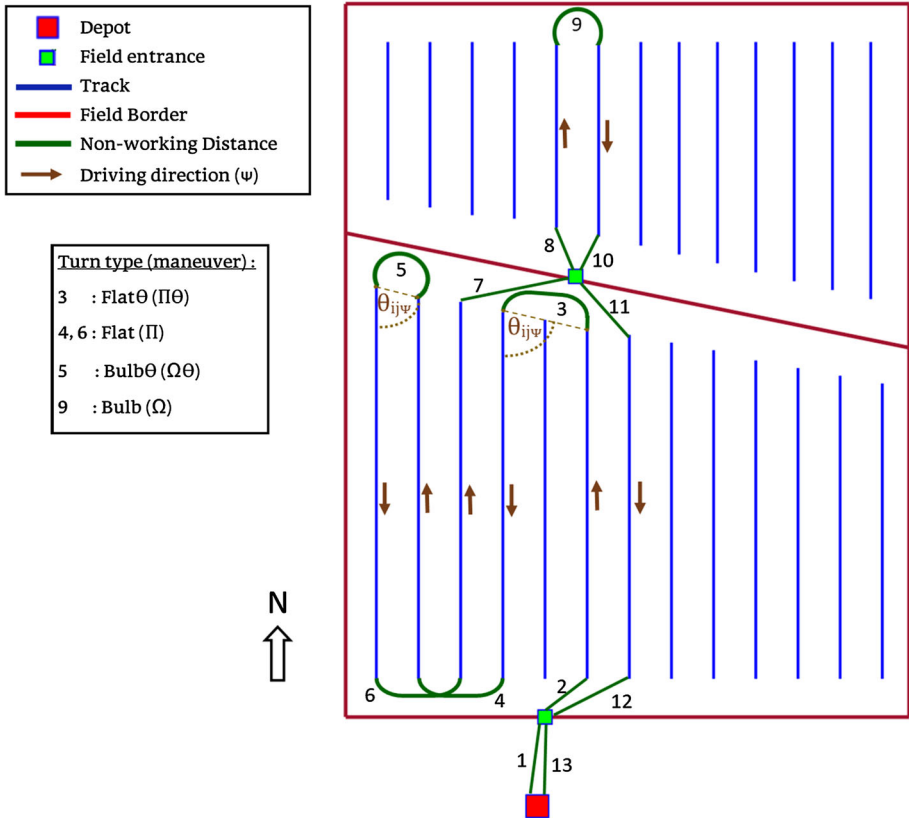 Depot
Field entrance
Track
Field Border
Non-working Distance
Driving direction (ψ)
Turn type (maneuver) :
3 : Flatθ (Πθ)
4, 6 : Flat (Π)
5 : Bulbθ (Ωθ)
9 : Bulb (Ω)
N
9
8
10
5
7
3
11
θijΨ
θijΨ
6
4
2
12
1
13